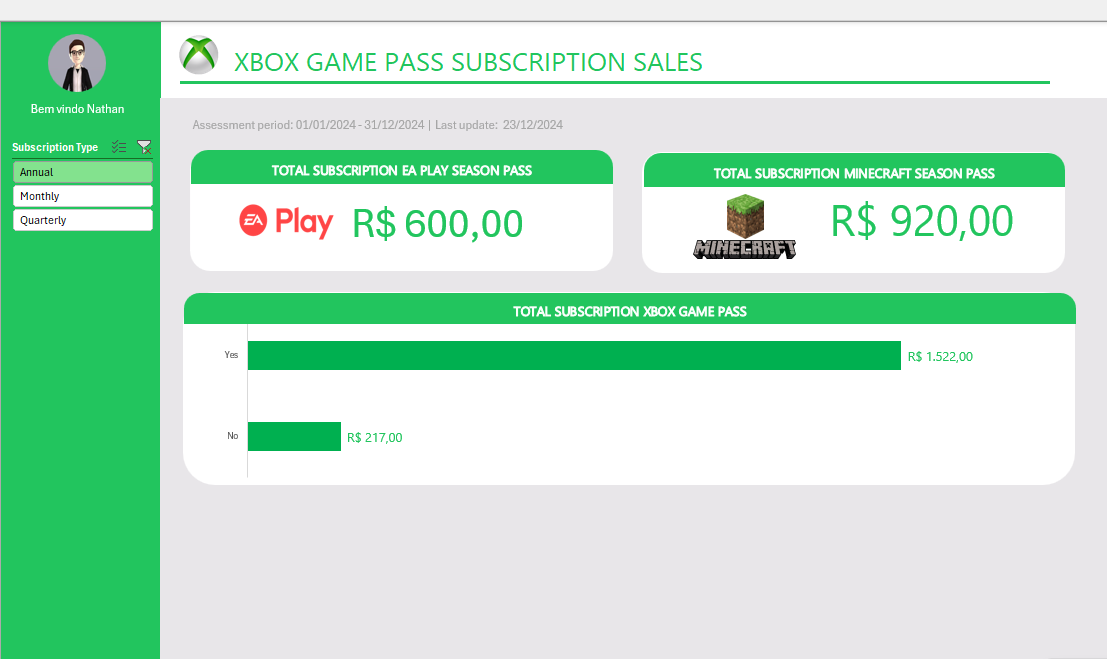 XBOX GAME PASS SUBSCRIPTION SALES
Bem vindo Nathan
Subscription Type
Annual
Monthly
Quarterly
Assessment period: 01/01/2024 - 31/12/2024 | Last update: 23/12/2024
TOTAL SUBSCRIPTION EA PLAY SEASON PASS
EA Play R$ 600,00
TOTAL SUBSCRIPTION MINECRAFT SEASON PASS
R$ 920,00
MINECRAFT
TOTAL SUBSCRIPTION XBOX GAME PASS
Yes R$ 1.522,00
No R$ 217,00